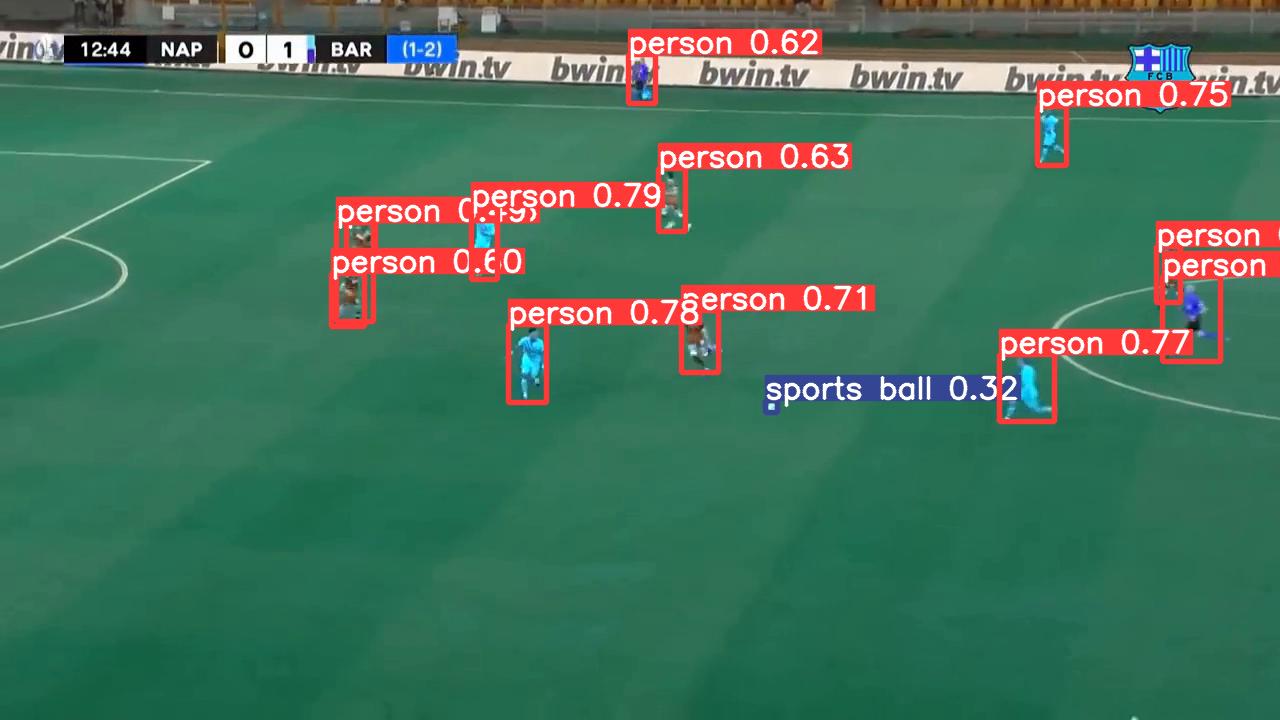 12:44 NAP 0 1 BAR (1-2)
person 0.62
bwin.tv bwin.tv bwin.tv bwin.tv
FCB
person 0.75
person 0.63
person 0.79
person
person
person 0.60
person
person 0.71
person 0.78
person 0.77
sports ball 0.32